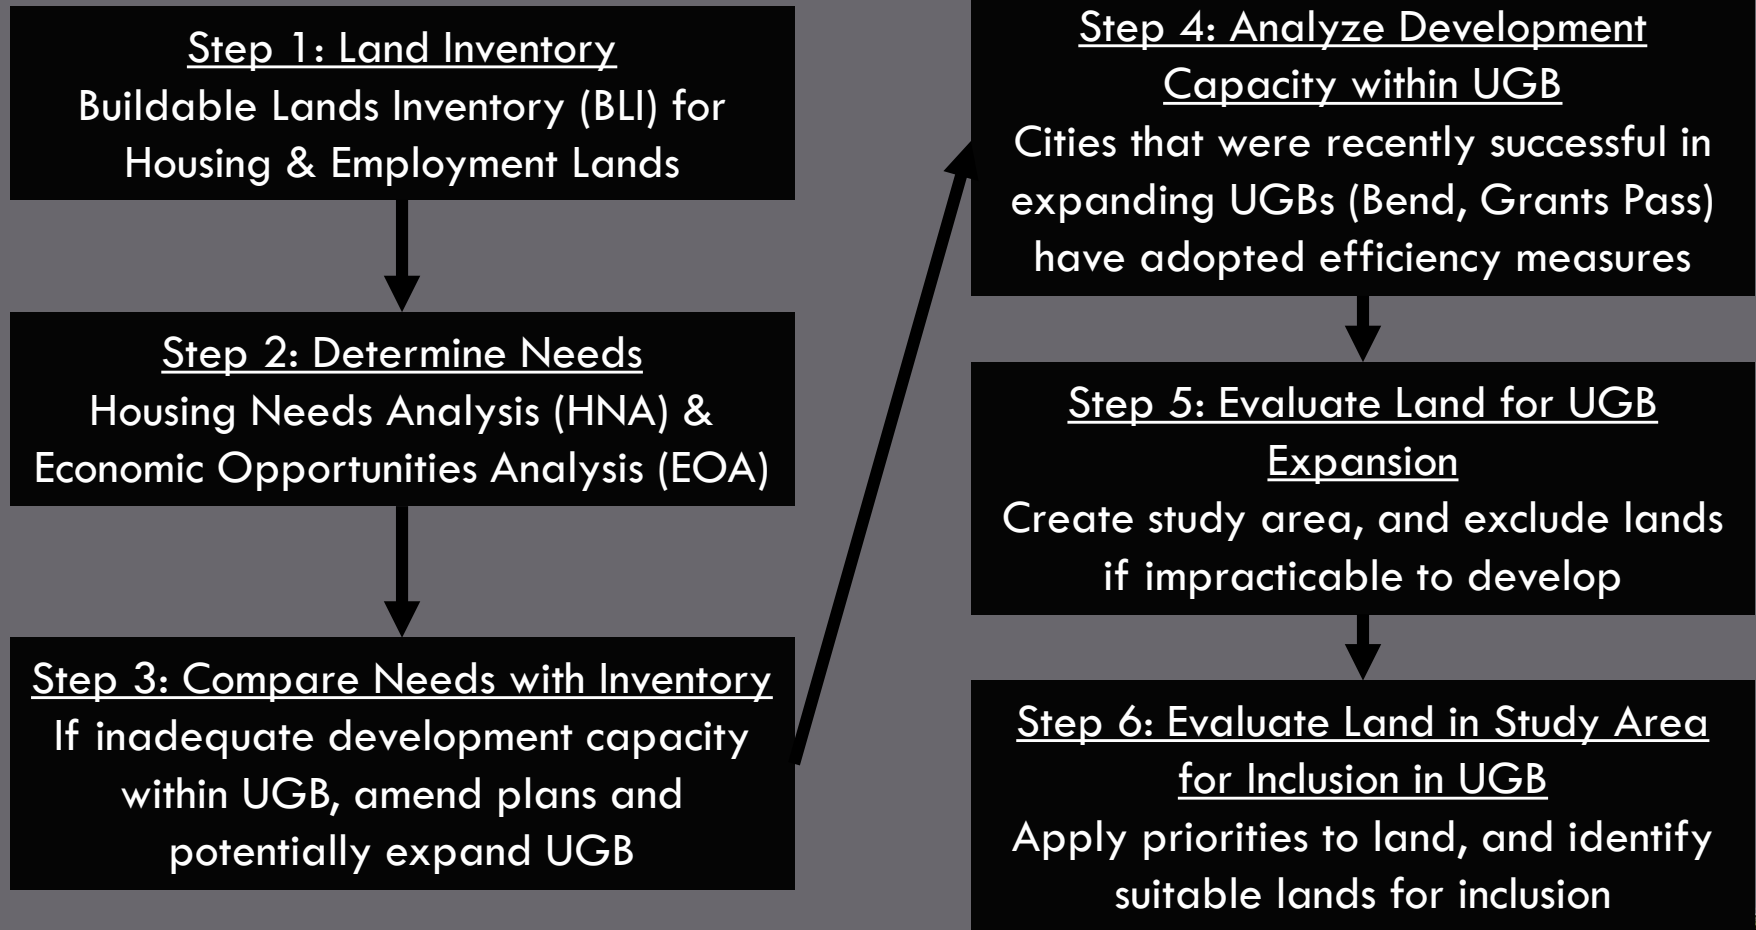 Step 1: Land Inventory
Buildable Lands Inventory (BLI) for
Housing & Employment Lands
Step 2: Determine Needs
Housing Needs Analysis (HNA) &
Economic Opportunities Analysis (EOA)
Step 3: Compare Needs with Inventory
If inadequate development capacity
within UGB, amend plans and
potentially expand UGB
Step 4: Analyze Development
Capacity within UGB
Cities that were recently successful in
expanding UGBs (Bend, Grants Pass)
have adopted efficiency measures
Step 5: Evaluate Land for UGB
Expansion
Create study area, and exclude lands
if impracticable to develop
Step 6: Evaluate Land in Study Area
for Inclusion in UGB
Apply priorities to land, and identify
suitable lands for inclusion